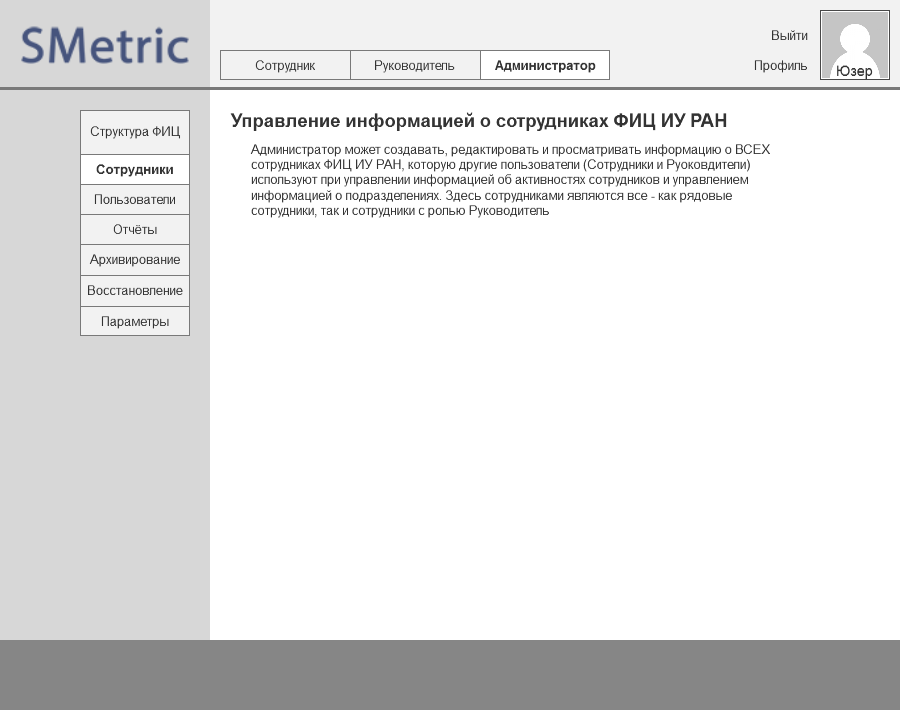 SMetric
Сотрудник
Руководитель
Администратор
Выйти
Профиль
Юзер
Структура ФИЦ
Сотрудники
Пользователи
Отчёты
Архивирование
Восстановление
Параметры
Управление информацией о сотрудниках ФИЦ ИУ РАН
Администратор может создавать, редактировать и просматривать информацию о ВСЕХ
сотрудниках ФИЦ ИУ РАН, которую другие пользователи (Сотрудники и Руоковдители)
используют при управлении информацией об активностях сотрудников и управлением
информацией о подразделениях. Здесь сотрудниками являются все - как рядовые
сотрудники, так и сотрудники с ролью Руководитель